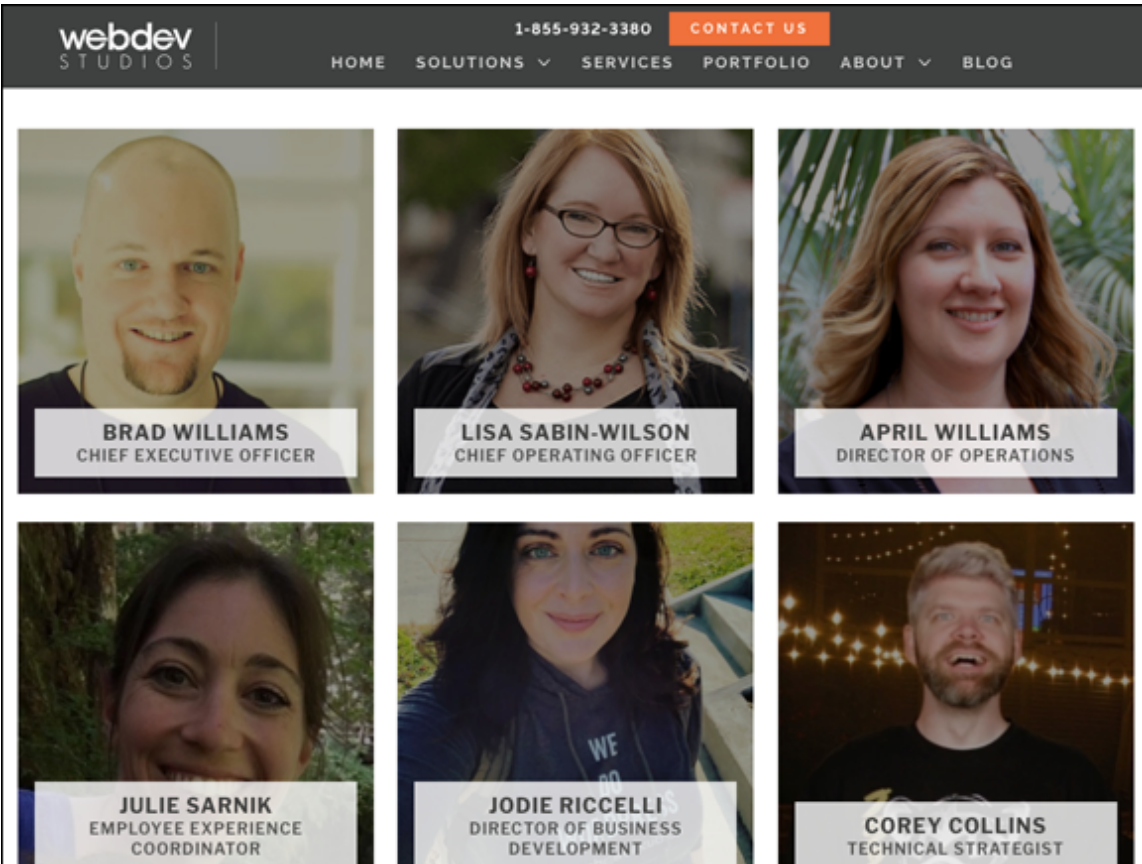 webdev
STUDIOS
1-855-932-3380
CONTACT US
HOME
SOLUTIONS
SERVICES
PORTFOLIO
ABOUT
BLOG
BRAD WILLIAMS
CHIEF EXECUTIVE OFFICER
LISA SABIN-WILSON
CHIEF OPERATING OFFICER
APRIL WILLIAMS
DIRECTOR OF OPERATIONS
WE
DO
JULIE SARNIK
EMPLOYEE EXPERIENCE
COORDINATOR
JODIE RICCELLI
DIRECTOR OF BUSINESS
DEVELOPMENT
COREY COLLINS
TECHNICAL STRATEGIST